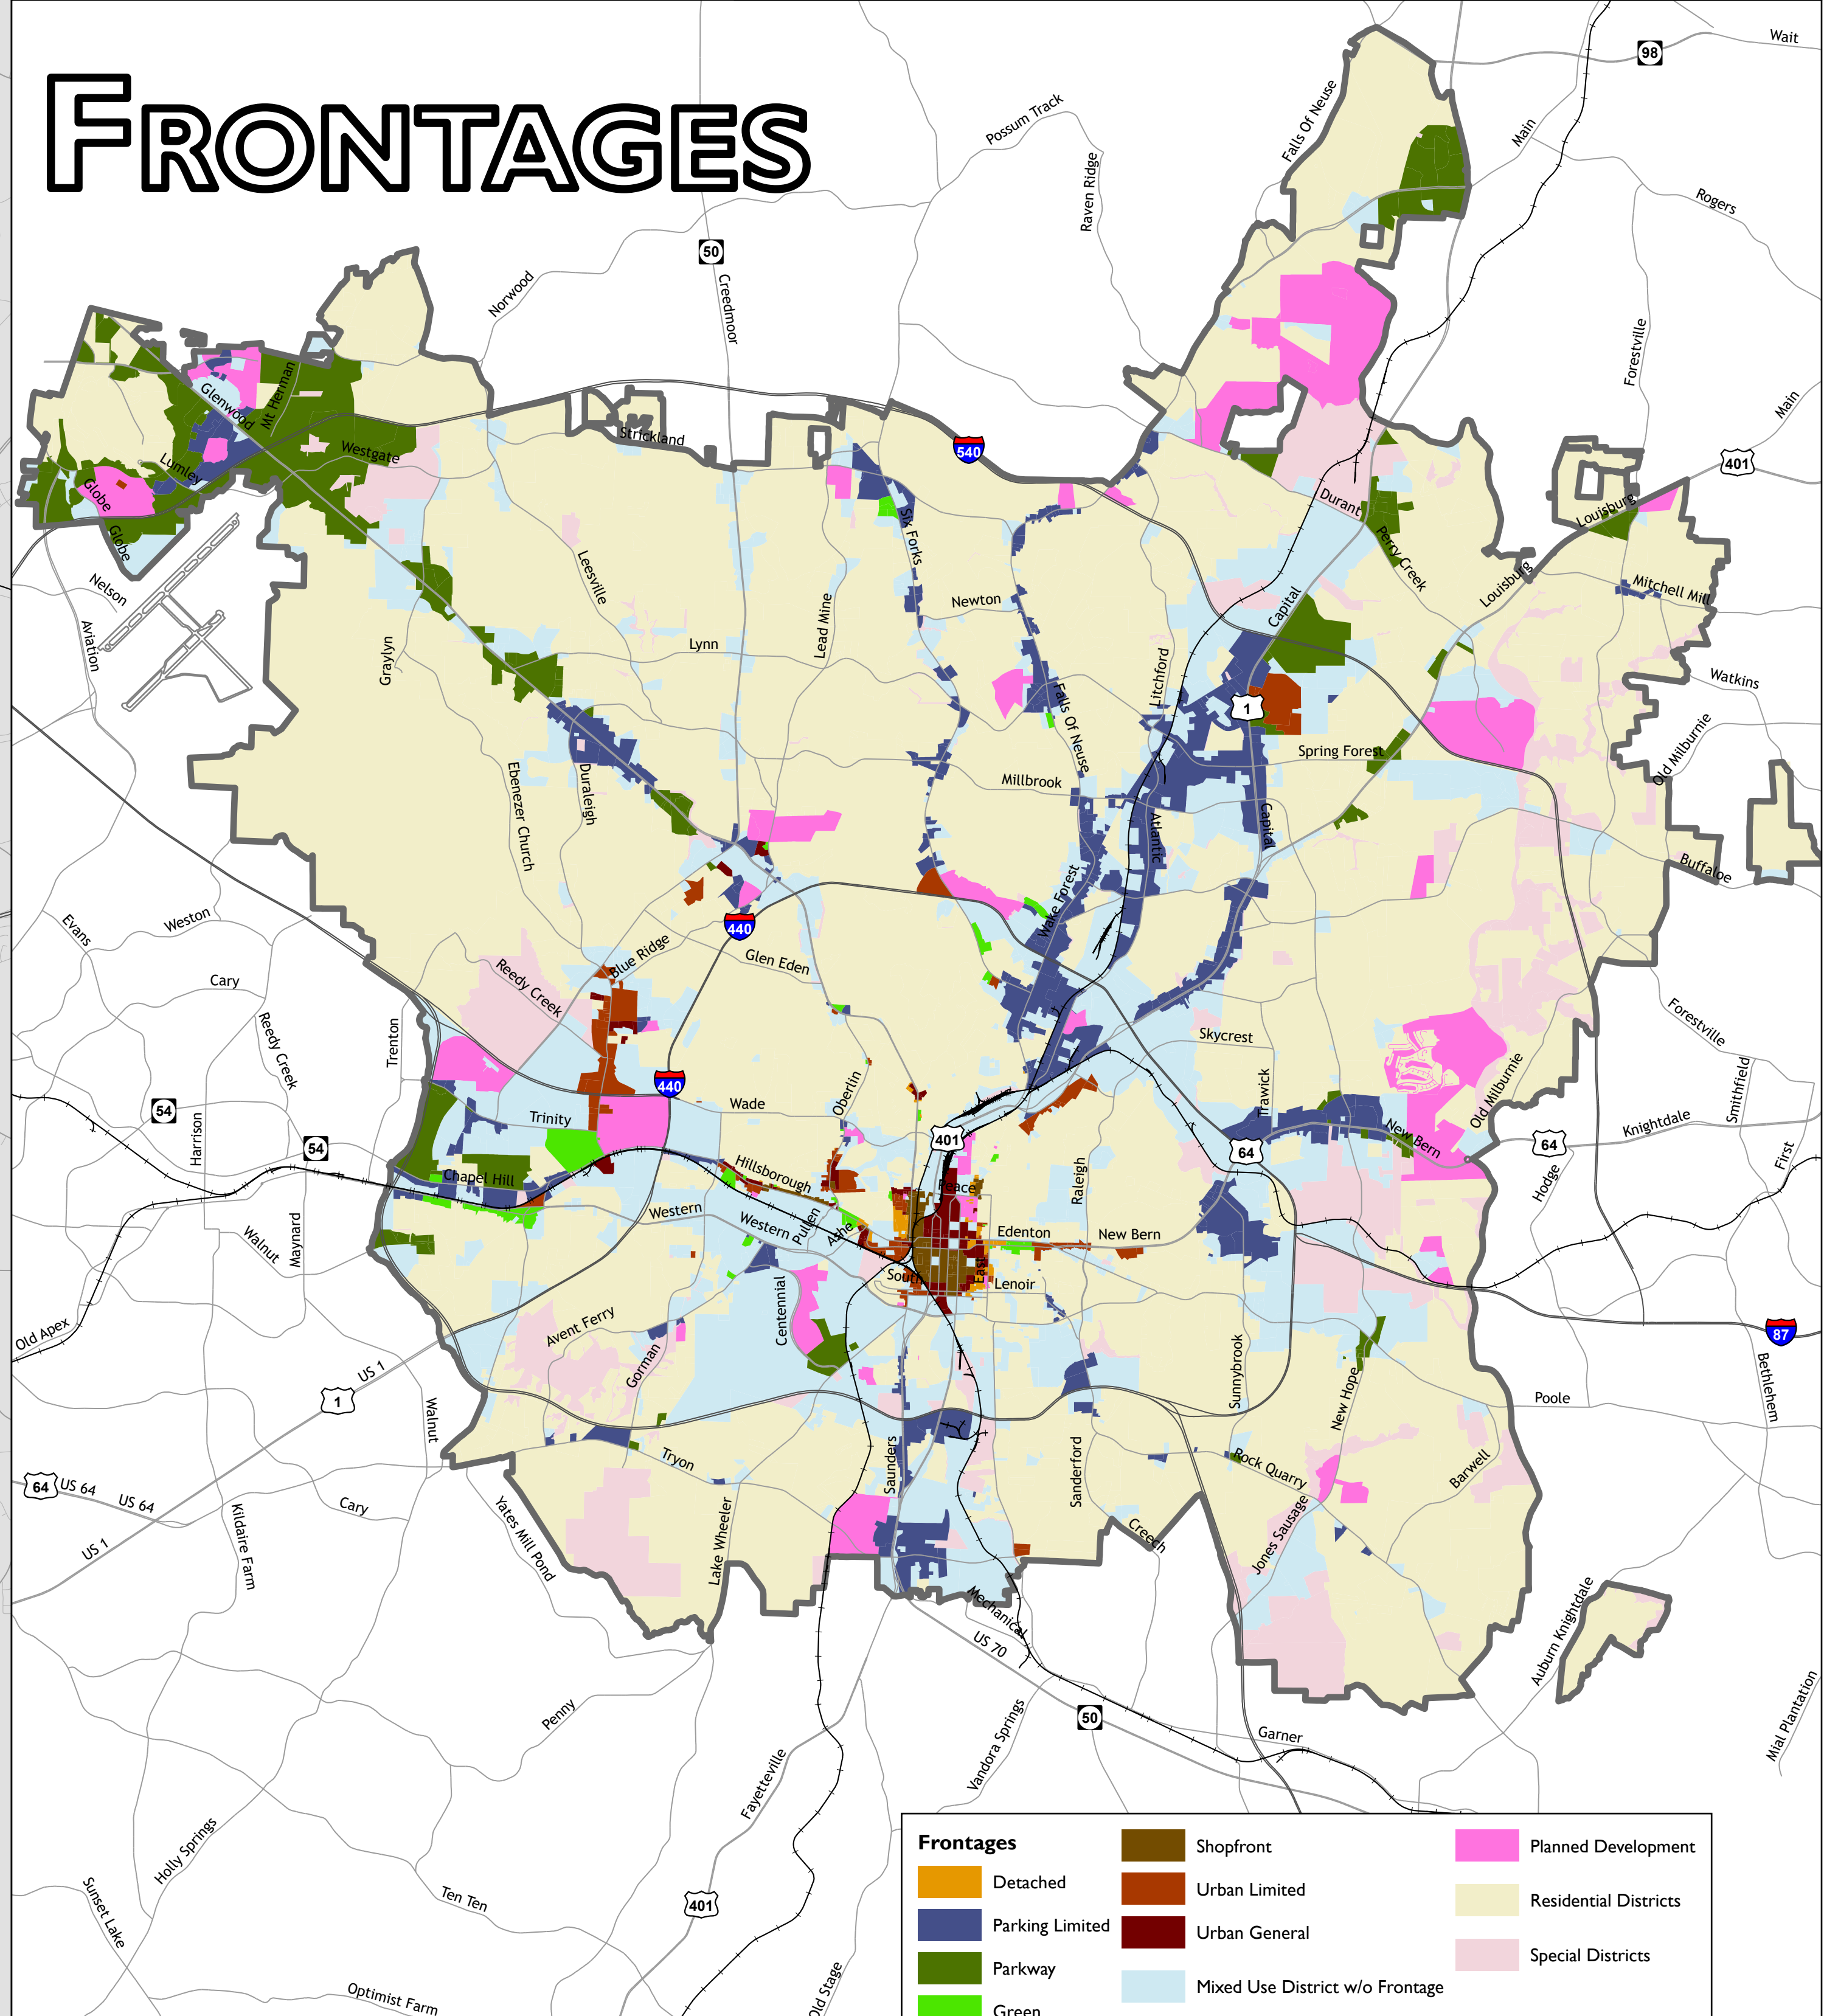 FRONTAGES
Wait
98
Falls Of Neuse
Main
Possum Track
Raven Ridge
Rogers
50
Creedmoor
Norwood
Forestville
Main
Glenwood
Mt Herman
Westgate
Lumley
Globe
Globe
Strickland
540
401
Louisburg
Durant
Perry Creek
Six Forks
Nelson
Aviation
Leesville
Lead Mine
Newton
Capital
Louisburg
Mitchell Mill
Graylyn
Lynn
Litchford
Falls Of Neuse
1
Watkins
Old Milburnie
Spring Forest
Ebenezer Church
Duraleigh
Millbrook
Atlantic
Capital
Buffaloe
Wake Forest
440
Evans
Weston
Cary
Reedy Creek
Blue Ridge
Reedy Creek
Glen Eden
Trenton
Skycrest
Forestville
Old Milburnie
Smithfield
440
Wade
Oberlin
Trawick
54
Harrison
54
Trinity
401
64
New Bern
64
Knightdale
First
Hodge
Chapel Hill
Hillsborough
Peace
Raleigh
Western
Western
Pullen
Ashe
Edenton
New Bern
Walnut
Maynard
South
East
Lenoir
Centennial
Old Apex
Avent Ferry
Gorman
US 1
1
Sunnybrook
New Hope
87
Bethlehem
Poole
Walnut
Tryon
Saunders
Sanderford
Rock Quarry
Barwell
64
US 64
US 64
Cary
US 1
Kildaire Farm
Yates Mill Pond
Lake Wheeler
Creech
Jones Sausage
Mechanical
US 70
Auburn Knightdale
Mial Plantation
Penny
Vandora Springs
50
Garner
Fayetteville
Holly Springs
Sunset Lake
Ten Ten
401
Old Stage
Optimist Farm
Frontages
Detached
Parking Limited
Parkway
Green
Shopfront
Urban Limited
Urban General
Mixed Use District w/o Frontage
Planned Development
Residential Districts
Special Districts